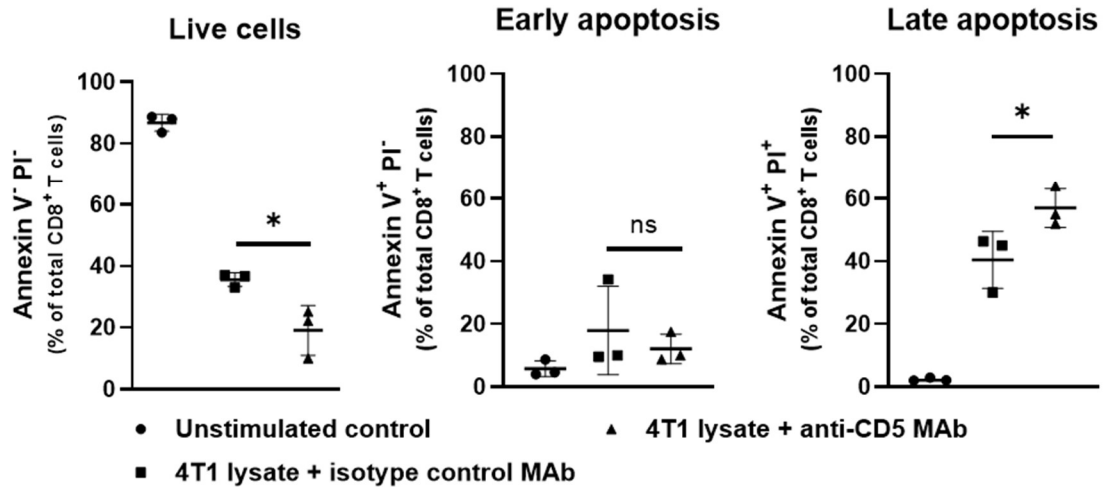 Live cells
Annexin V⁻ PI⁻
(% of total CD8⁺ T cells)
100
80
60
40
20
0
*
Early apoptosis
Annexin V⁺ PI⁻
(% of total CD8⁺ T cells)
100
80
60
40
20
0
ns
Late apoptosis
Annexin V⁺ PI⁺
(% of total CD8⁺ T cells)
100
80
60
40
20
0
*
Unstimulated control
4T1 lysate + anti-CD5 MAb
4T1 lysate + isotype control MAb